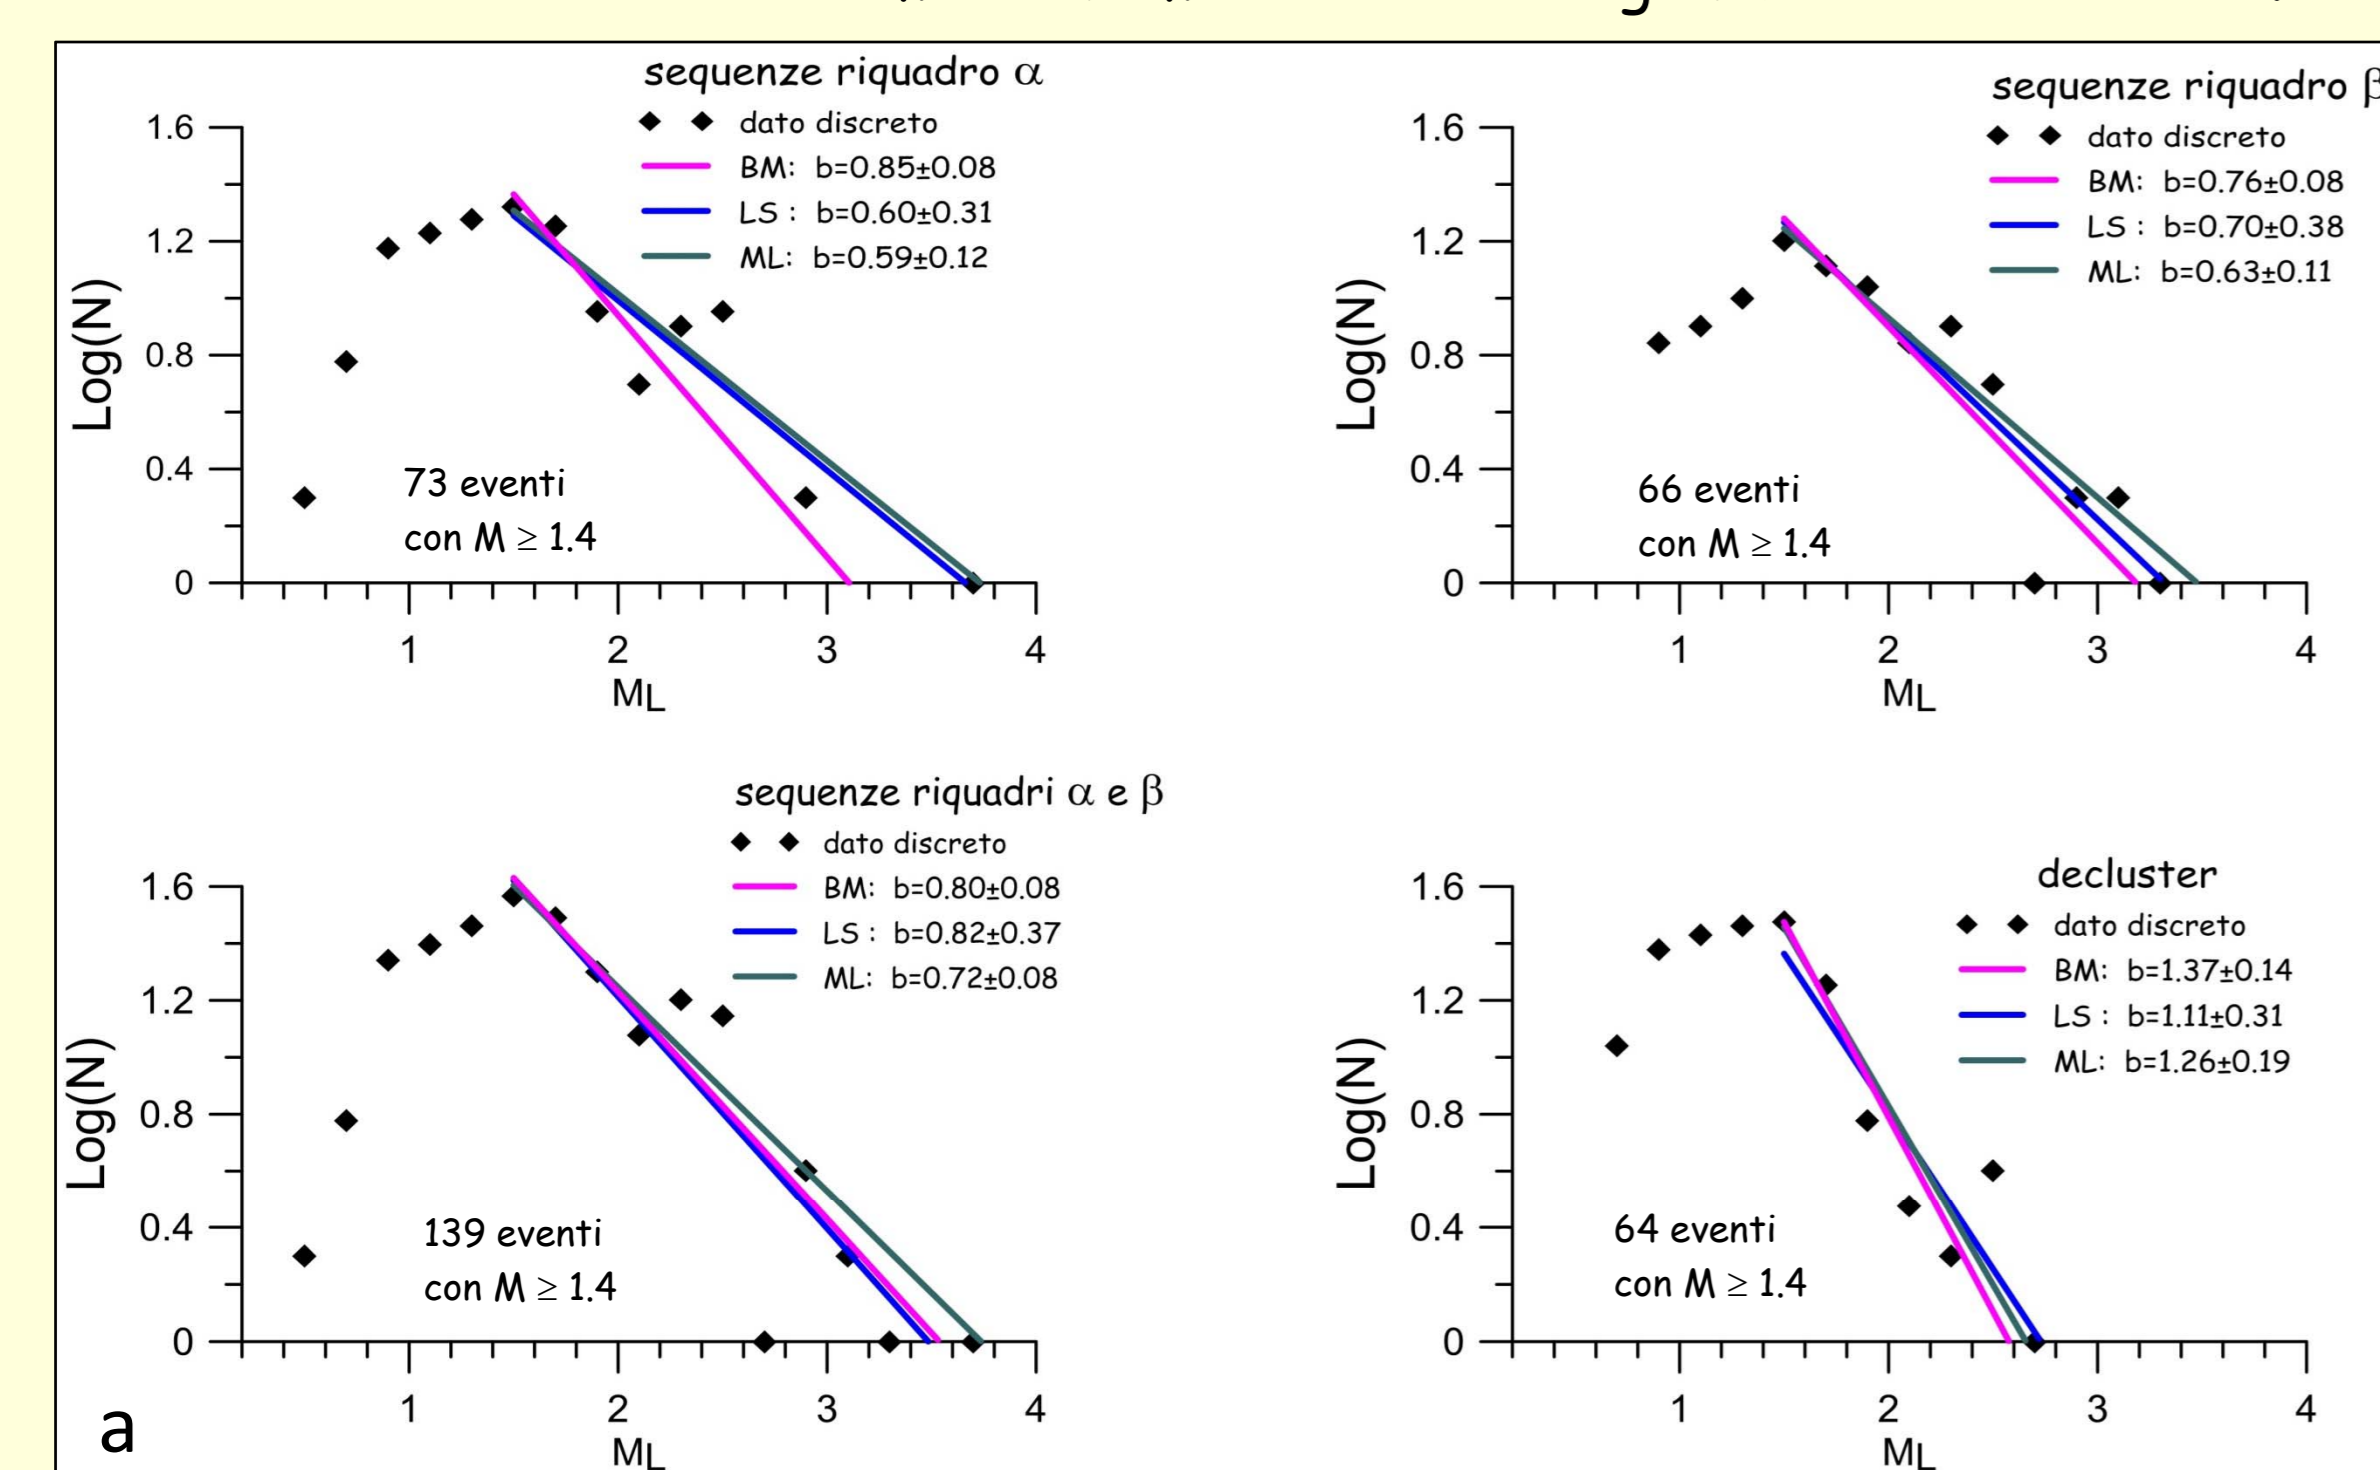 sequenze riquadro α
dato discreto
BM: b=0.85±0.08
LS : b=0.60±0.31
ML: b=0.59±0.12
1.6
1.2
0.8
0.4
0
Log(N)
73 eventi
con M ≥ 1.4
1 2 3 4
ML
sequenze riquadro β
dato discreto
BM: b=0.76±0.08
LS : b=0.70±0.38
ML: b=0.63±0.11
1.6
1.2
0.8
0.4
0
Log(N)
66 eventi
con M ≥ 1.4
1 2 3 4
ML
sequenze riquadri α e β
dato discreto
BM: b=0.80±0.08
LS : b=0.82±0.37
ML: b=0.72±0.08
1.6
1.2
0.8
0.4
0
Log(N)
139 eventi
con M ≥ 1.4
1 2 3 4
ML
a
decluster
dato discreto
BM: b=1.37±0.14
LS : b=1.11±0.31
ML: b=1.26±0.19
1.6
1.2
0.8
0.4
0
Log(N)
64 eventi
con M ≥ 1.4
1 2 3 4
ML